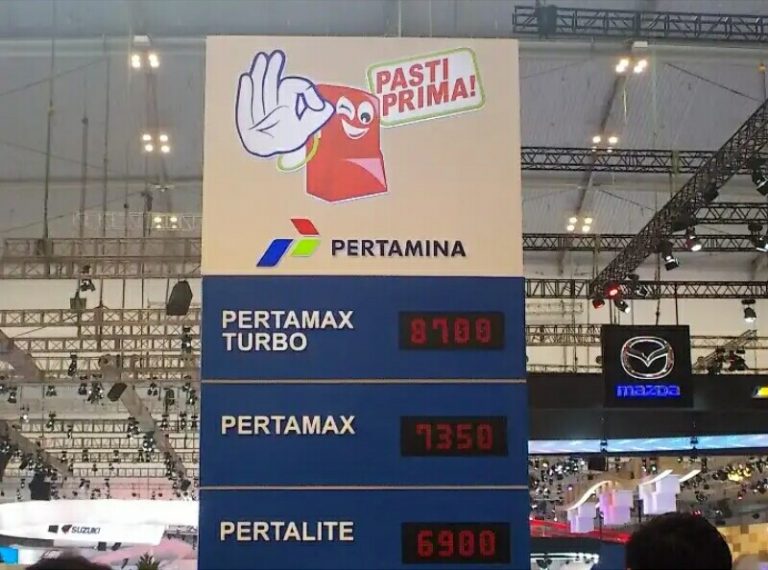 PASTI
PRIMA!
PERTAMINA
PERTAMAX
TURBO
8700
PERTAMAX
7350
PERTALITE
6900
mazda
SUZUKI